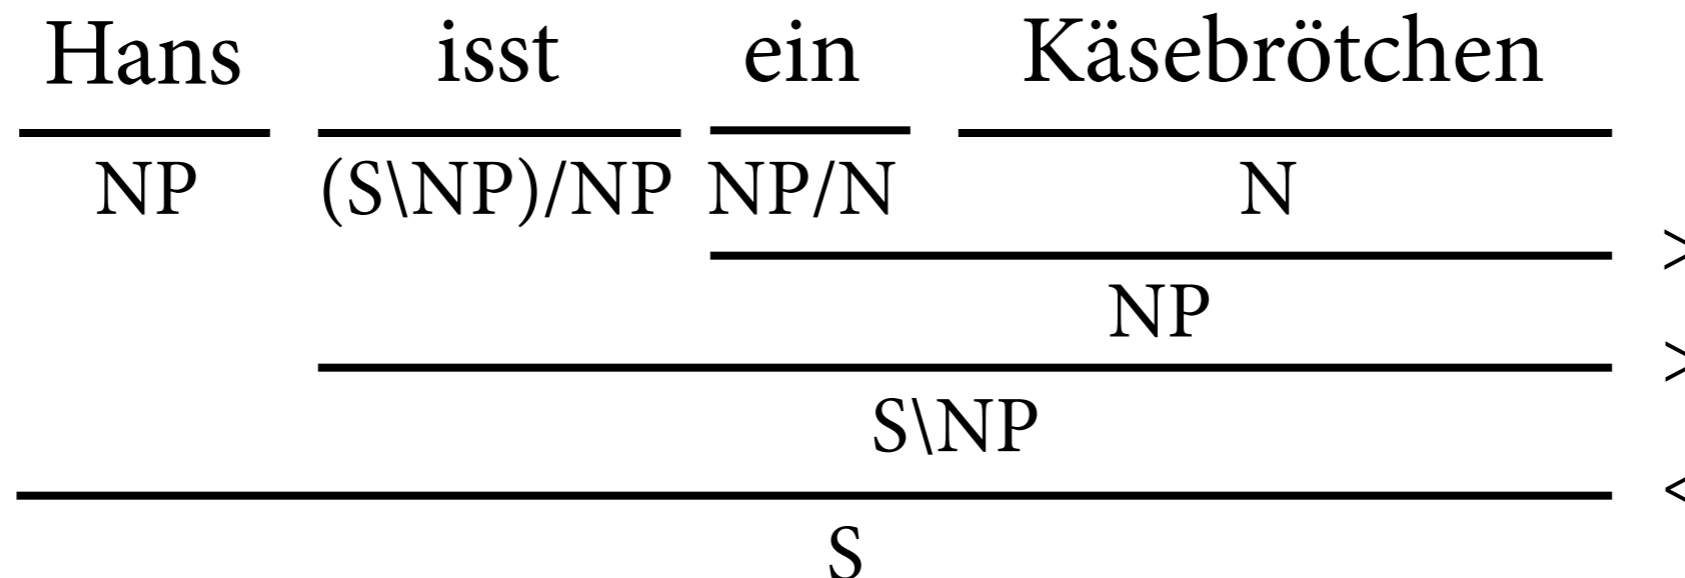 Hans isst ein Käsebrötchen
NP (S\NP)/NP NP/N N
>
NP
>
S\NP
<
S